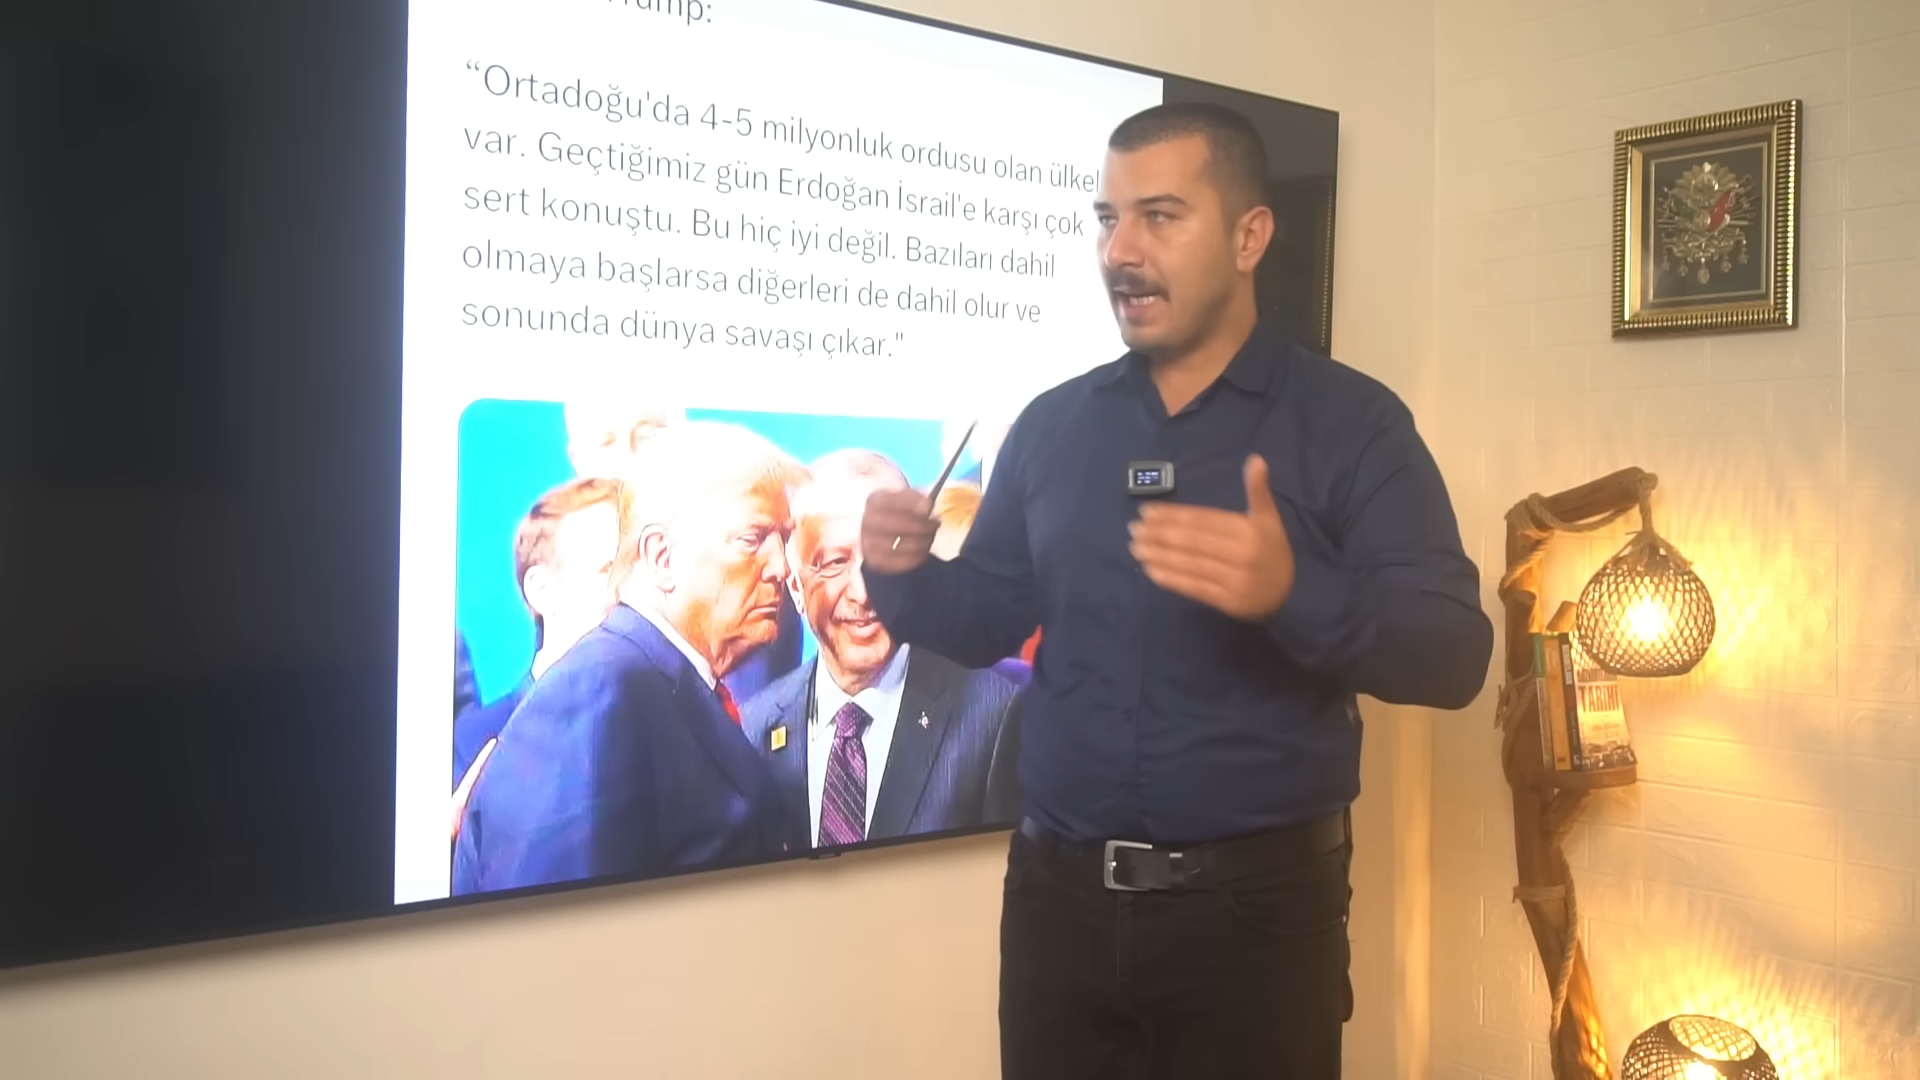 Trump:
“Ortadoğu'da 4-5 milyonluk ordusu olan ülkel
var. Geçtiğimiz gün Erdoğan İsrail'e karşı çok
sert konuştu. Bu hiç iyi değil. Bazıları dahil
olmaya başlarsa diğerleri de dahil olur ve
sonunda dünya savaşı çıkar."
TARİHİ